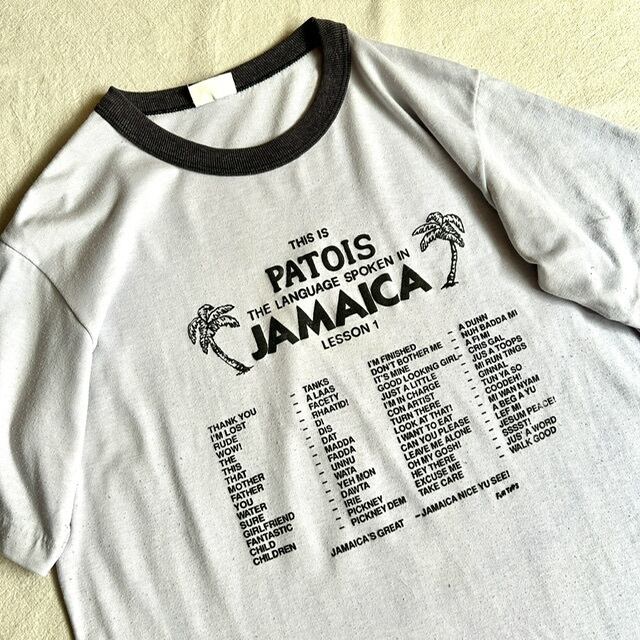 THIS IS
PATOIS
THE LANGUAGE SPOKEN IN
JAMAICA
LESSON 1
THANK YOU - TANKS
I'M LOST - A LAAS
RUDE - FACETY
WOW! - RHAATID!
THE - DI
THIS - DIS
THAT - DAT
MOTHER - MADDA
FATHER - FADDA
YOU - UNNU
WATER - WATA
SURE - YEH MON
GIRLFRIEND - DAWTA
FANTASTIC - IRIE
CHILD - PICKNEY
CHILDREN - PICKNEY DEM
I'M FINISHED - A DUNN
DON'T BOTHER ME - NUH BADDA MI
IT'S MINE - A FI MI
GOOD LOOKING GIRL - CRIS GAL
JUST A LITTLE - JUS A TOOPS
I'M IN CHARGE - MI RUN TINGS
CON ARTIST - GINNAL
TURN THERE - TUN YA SO
LOOK AT THAT! - COODEH!
I WANT TO EAT - MI WAN NYAM
CAN YOU PLEASE - A BEG A YU
LEAVE ME ALONE - LEF MI
OH MY GOSH! - JESUM PEACE!
HEY THERE - SSSST!
EXCUSE ME - JUST A WORD
TAKE CARE - WALK GOOD
JAMAICA'S GREAT - JAMAICA NICE YU SEE!